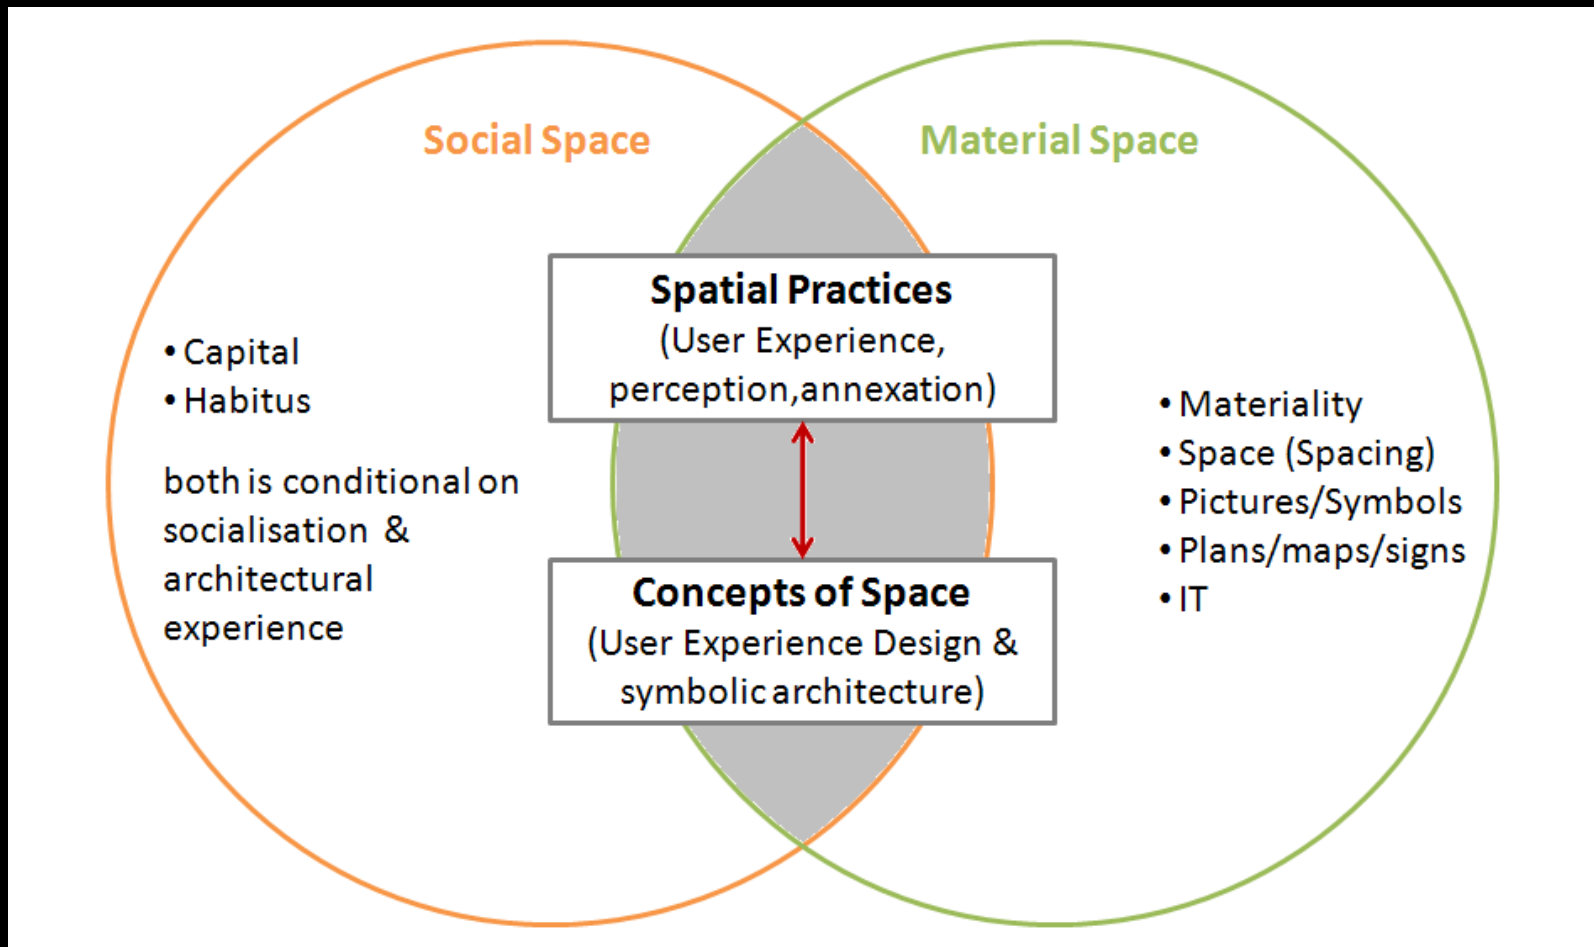 Social Space
Material Space
Spatial Practices
(User Experience,
perception,annexation)
• Capital
• Habitus
both is conditional on
socialisation &
architectural
experience
• Materiality
• Space (Spacing)
• Pictures/Symbols
• Plans/maps/signs
• IT
Concepts of Space
(User Experience Design &
symbolic architecture)